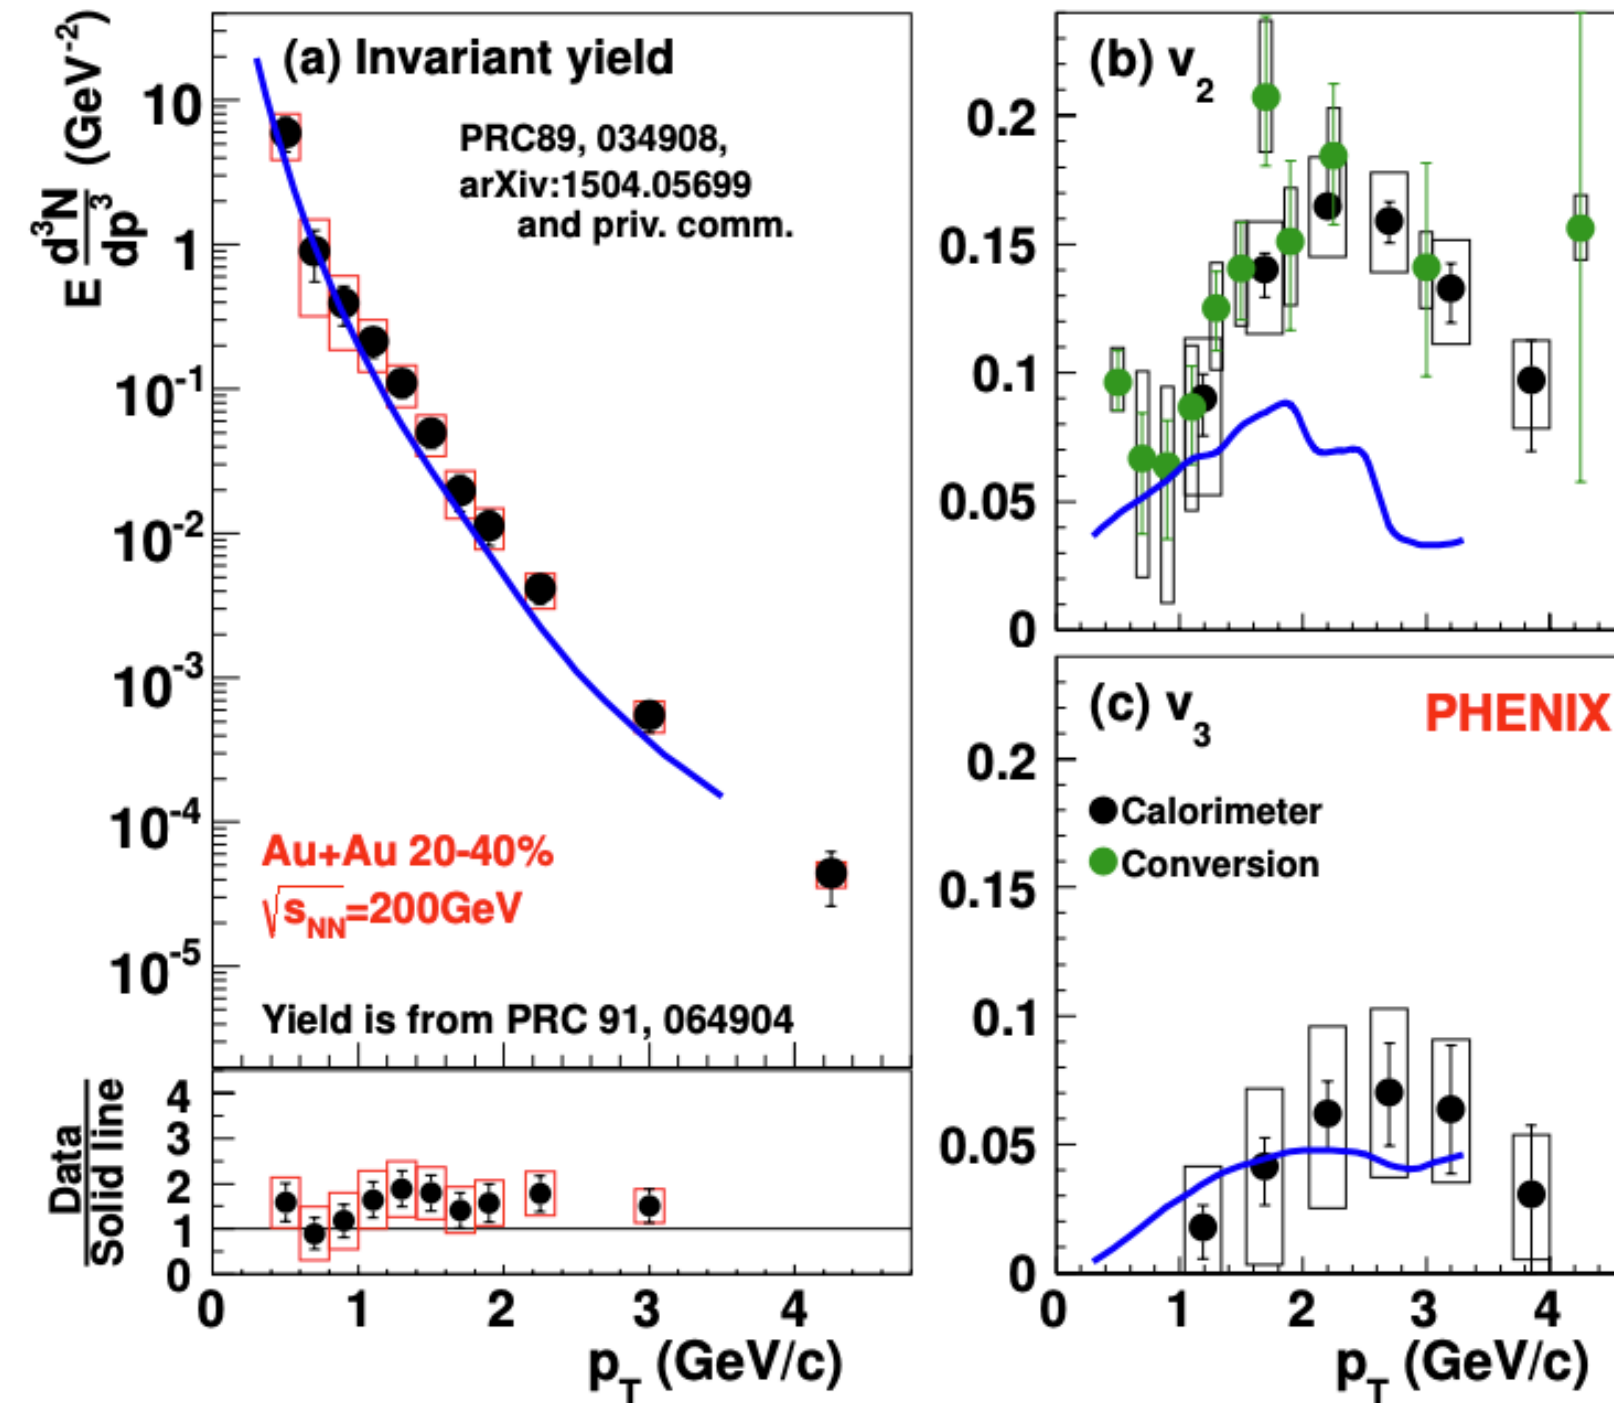 (a) Invariant yield
PRC89, 034908,
arXiv:1504.05699
and priv. comm.
E d³N/dp³ (GeV⁻²)
10
1
10⁻¹
10⁻²
10⁻³
10⁻⁴
10⁻⁵
Au+Au 20-40%
√s_NN=200GeV
Yield is from PRC 91, 064904
Data
Solid line
4
3
2
1
0
0 1 2 3 4
p_T (GeV/c)
(b) v₂
0.2
0.15
0.1
0.05
0
(c) v₃
PHENIX
Calorimeter
Conversion
0.2
0.15
0.1
0.05
0
0 1 2 3 4
p_T (GeV/c)